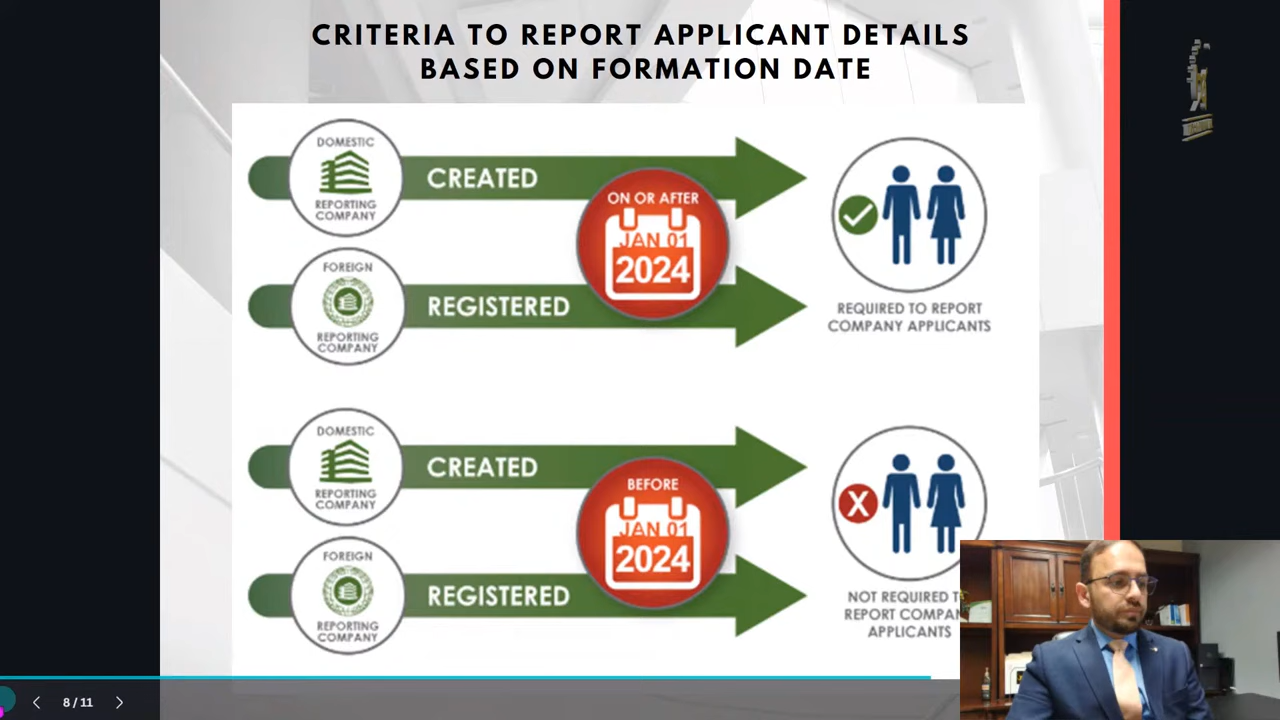 CRITERIA TO REPORT APPLICANT DETAILS
BASED ON FORMATION DATE
DOMESTIC
REPORTING
COMPANY
CREATED
FOREIGN
REPORTING
COMPANY
REGISTERED
ON OR AFTER
JAN 01
2024
REQUIRED TO REPORT
COMPANY APPLICANTS
DOMESTIC
REPORTING
COMPANY
CREATED
FOREIGN
REPORTING
COMPANY
REGISTERED
BEFORE
JAN 01
2024
X
NOT REQUIRED
REPORT
APPLICANTS
8 / 11